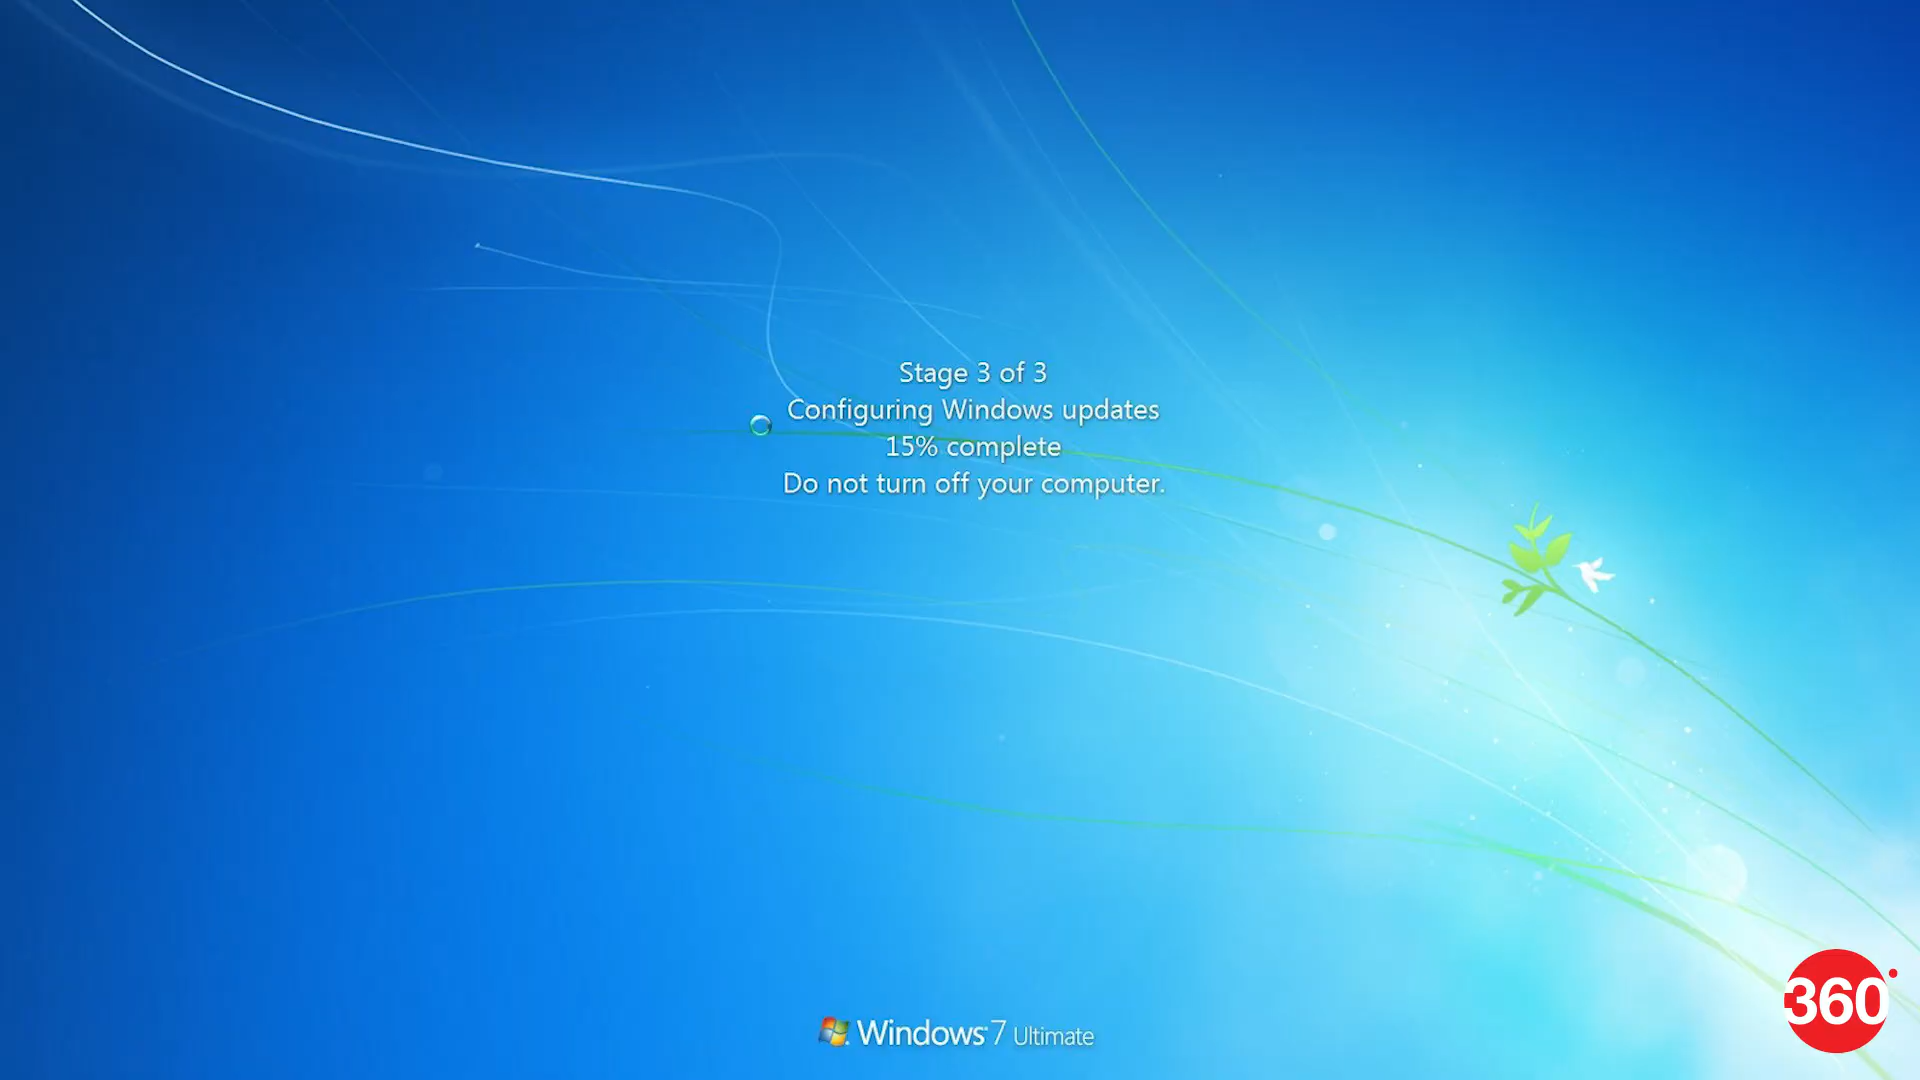 Stage 3 of 3
Configuring Windows updates
15% complete
Do not turn off your computer.
Windows 7 Ultimate
360°